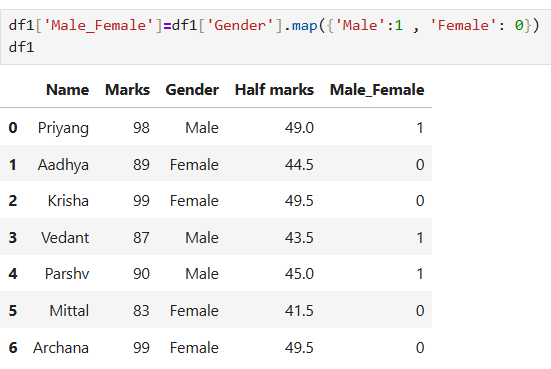 df1['Male_Female']=df1['Gender'].map({'Male':1 , 'Female': 0})
df1
Name Marks Gender Half marks Male_Female
0 Priyang 98 Male 49.0 1
1 Aadhya 89 Female 44.5 0
2 Krisha 99 Female 49.5 0
3 Vedant 87 Male 43.5 1
4 Parshv 90 Male 45.0 1
5 Mittal 83 Female 41.5 0
6 Archana 99 Female 49.5 0